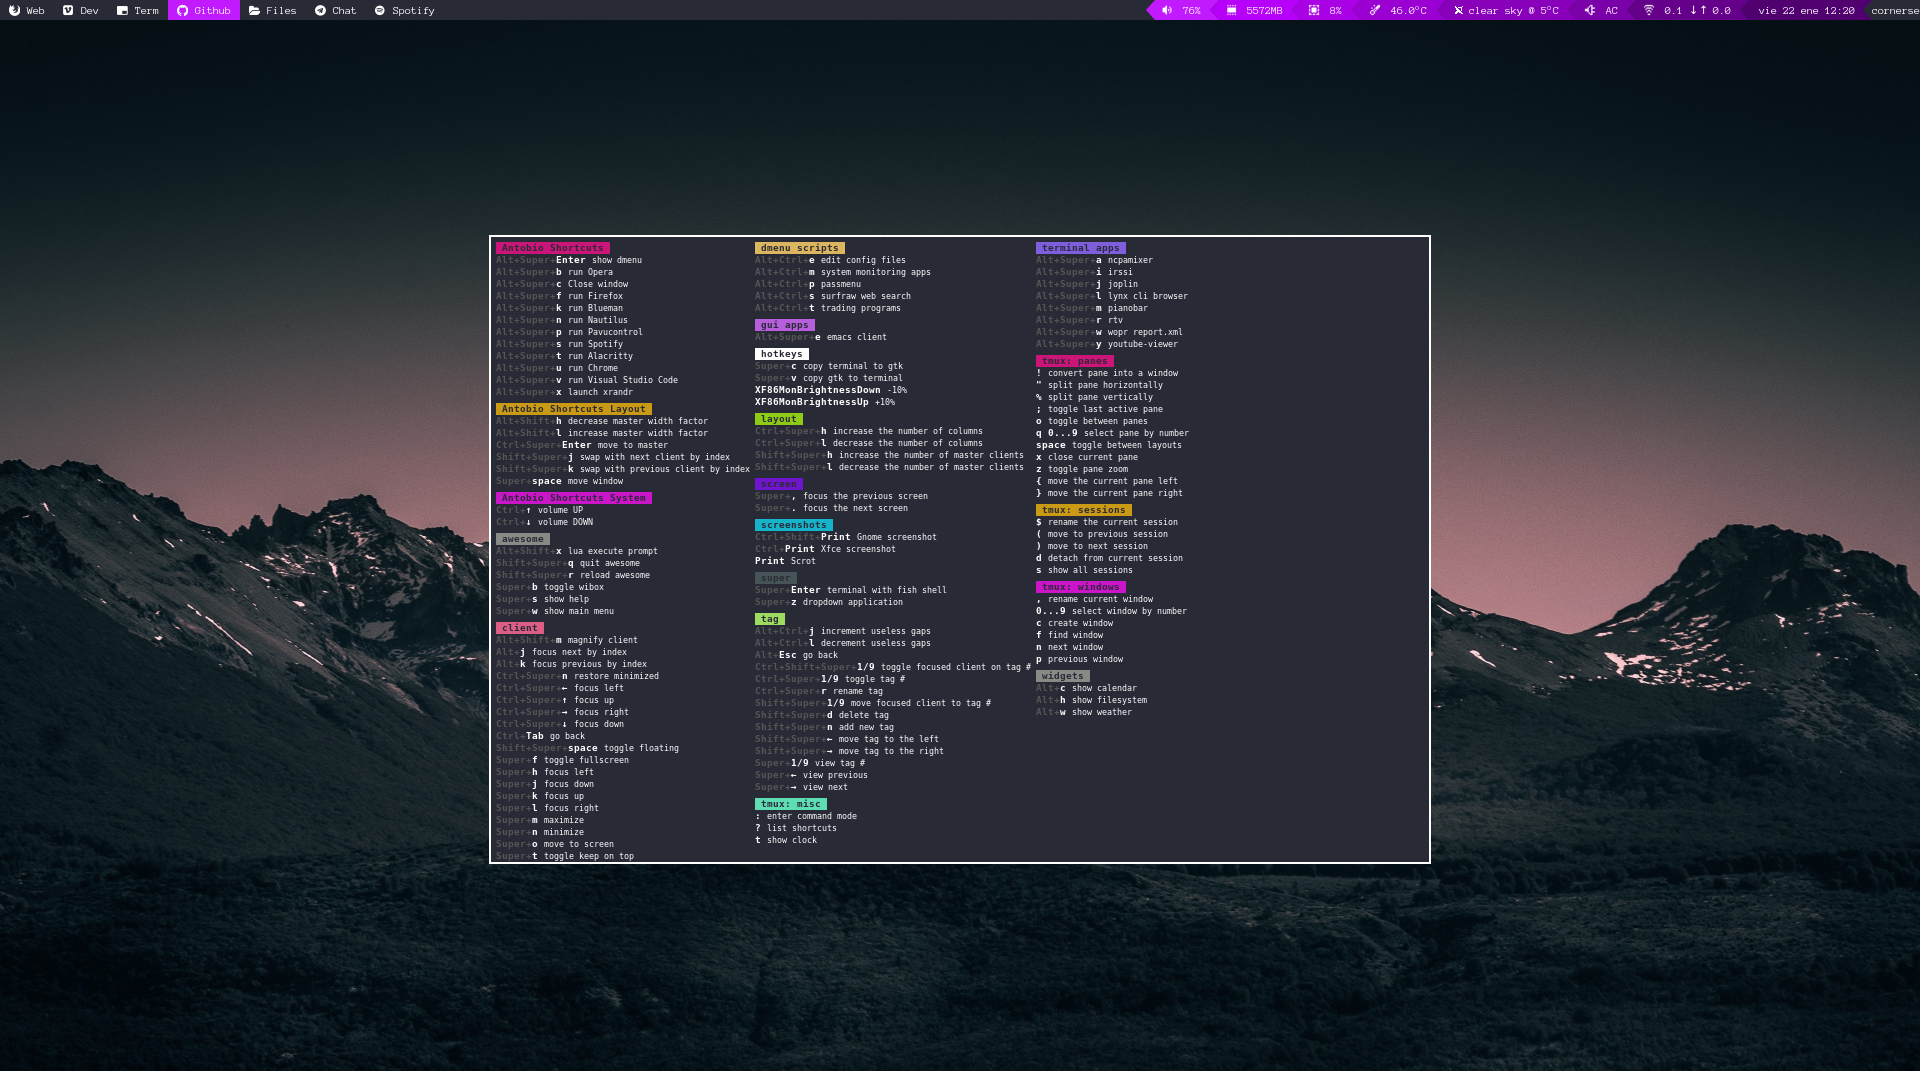 Web Dev Term Github Files Chat Spotify
76% 5572MB 8% 46.0°C clear sky @ 5°C AC 0.1 ↓↑ 0.0 vie 22 ene 12:20 cornerse
Antobio Shortcuts
Alt+Super+Enter show dmenu
Alt+Super+b run Opera
Alt+Super+c Close window
Alt+Super+f run Firefox
Alt+Super+k run Blueman
Alt+Super+n run Nautilus
Alt+Super+p run Pavucontrol
Alt+Super+s run Spotify
Alt+Super+t run Alacritty
Alt+Super+u run Chrome
Alt+Super+v run Visual Studio Code
Alt+Super+x launch xrandr
Antobio Shortcuts Layout
Alt+Shift+h decrease master width factor
Alt+Shift+l increase master width factor
Ctrl+Super+Enter move to master
Shift+Super+j swap with next client by index
Shift+Super+k swap with previous client by index
Super+space move window
Antobio Shortcuts System
Ctrl+↑ volume UP
Ctrl+↓ volume DOWN
awesome
Alt+Shift+x lua execute prompt
Shift+Super+q quit awesome
Shift+Super+r reload awesome
Super+b toggle wibox
Super+s show help
Super+w show main menu
client
Alt+Shift+m magnify client
Alt+j focus next by index
Alt+k focus previous by index
Ctrl+Super+n restore minimized
Ctrl+Super+← focus left
Ctrl+Super+↑ focus up
Ctrl+Super+→ focus right
Ctrl+Super+↓ focus down
Ctrl+Tab go back
Shift+Super+space toggle floating
Super+f toggle fullscreen
Super+h focus left
Super+j focus down
Super+k focus up
Super+l focus right
Super+m maximize
Super+n minimize
Super+o move to screen
Super+t toggle keep on top
dmenu scripts
Alt+Ctrl+e edit config files
Alt+Ctrl+m system monitoring apps
Alt+Ctrl+p passmenu
Alt+Ctrl+s surfraw web search
Alt+Ctrl+t trading programs
gui apps
Alt+Super+e emacs client
hotkeys
Super+c copy terminal to gtk
Super+v copy gtk to terminal
XF86MonBrightnessDown -10%
XF86MonBrightnessUp +10%
layout
Ctrl+Super+h increase the number of columns
Ctrl+Super+l decrease the number of columns
Shift+Super+h increase the number of master clients
Shift+Super+l decrease the number of master clients
screen
Super+, focus the previous screen
Super+. focus the next screen
screenshots
Ctrl+Shift+Print Gnome screenshot
Ctrl+Print Xfce screenshot
Print Scrot
super
Super+Enter terminal with fish shell
Super+z dropdown application
tag
Alt+Ctrl+j increment useless gaps
Alt+Ctrl+l decrement useless gaps
Alt+Esc go back
Ctrl+Shift+Super+1/9 toggle focused client on tag #
Ctrl+Super+1/9 toggle tag #
Ctrl+Super+r rename tag
Shift+Super+1/9 move focused client to tag #
Shift+Super+d delete tag
Shift+Super+n add new tag
Shift+Super+← move tag to the left
Shift+Super+→ move tag to the right
Super+1/9 view tag #
Super+← view previous
Super+→ view next
tmux: misc
: enter command mode
? list shortcuts
t show clock
terminal apps
Alt+Super+a ncpamixer
Alt+Super+i irssi
Alt+Super+j joplin
Alt+Super+l lynx cli browser
Alt+Super+m pianobar
Alt+Super+r rtv
Alt+Super+w wopr report.xml
Alt+Super+y youtube-viewer
tmux: panes
! convert pane into a window
" split pane horizontally
% split pane vertically
; toggle last active pane
o toggle between panes
q 0...9 select pane by number
space toggle between layouts
x close current pane
z toggle pane zoom
{ move the current pane left
} move the current pane right
tmux: sessions
$ rename the current session
( move to previous session
) move to next session
d detach from current session
s show all sessions
tmux: windows
, rename current window
0...9 select window by number
c create window
f find window
n next window
p previous window
widgets
Alt+c show calendar
Alt+h show filesystem
Alt+w show weather